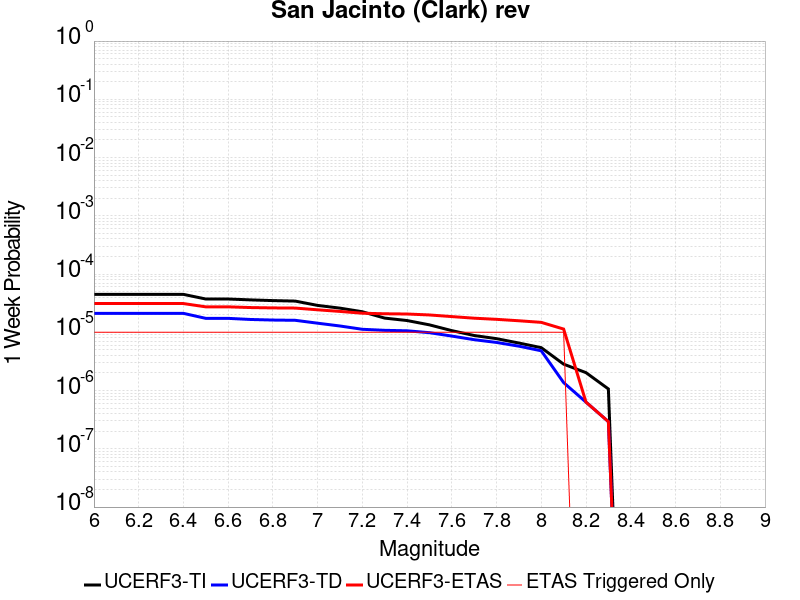 San Jacinto (Clark) rev
10^0
10^-1
10^-2
10^-3
10^-4
10^-5
10^-6
10^-7
10^-8
1 Week Probability
6 6.2 6.4 6.6 6.8 7 7.2 7.4 7.6 7.8 8 8.2 8.4 8.6 8.8 9
Magnitude
UCERF3-TI UCERF3-TD UCERF3-ETAS ETAS Triggered Only